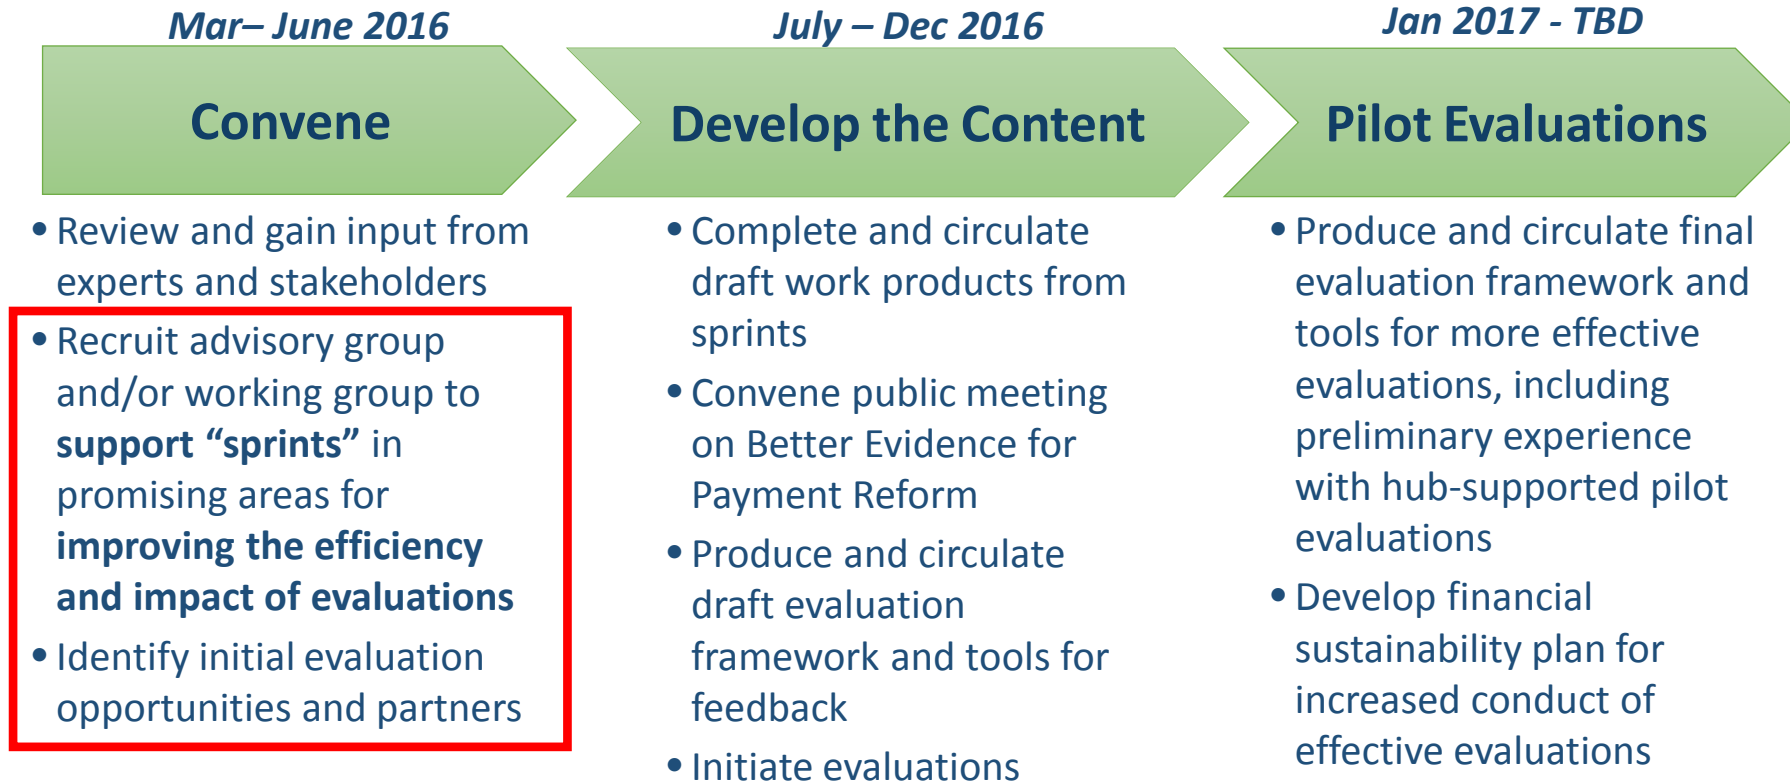 Mar– June 2016
Convene
• Review and gain input from
experts and stakeholders
• Recruit advisory group
and/or working group to
support “sprints” in
promising areas for
improving the efficiency
and impact of evaluations
• Identify initial evaluation
opportunities and partners
July – Dec 2016
Develop the Content
• Complete and circulate
draft work products from
sprints
• Convene public meeting
on Better Evidence for
Payment Reform
• Produce and circulate
draft evaluation
framework and tools for
feedback
• Initiate evaluations
Jan 2017 - TBD
Pilot Evaluations
• Produce and circulate final
evaluation framework and
tools for more effective
evaluations, including
preliminary experience
with hub-supported pilot
evaluations
• Develop financial
sustainability plan for
increased conduct of
effective evaluations